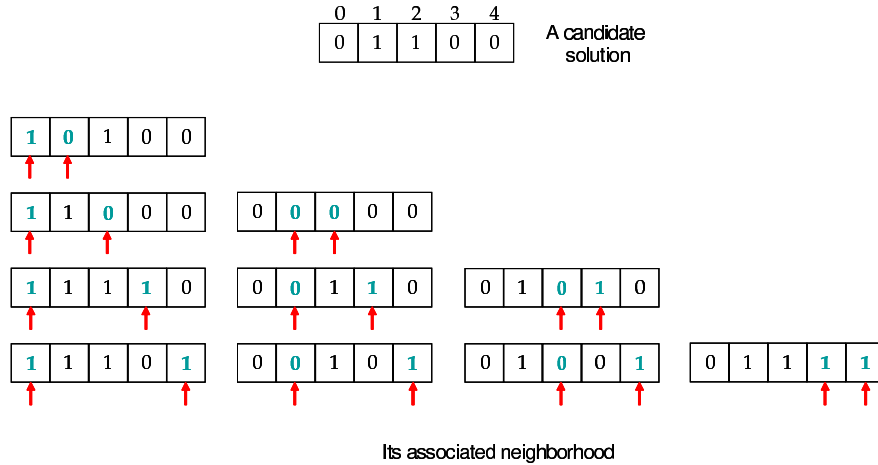 0 1 2 3 4
0 1 1 0 0
A candidate
solution
1 0 1 0 0
1 1 0 0 0
0 0 0 0 0
1 1 1 1 0
0 0 1 1 0
0 1 0 1 0
1 1 1 0 1
0 0 1 0 1
0 1 0 0 1
0 1 1 1 1
Its associated neighborhood